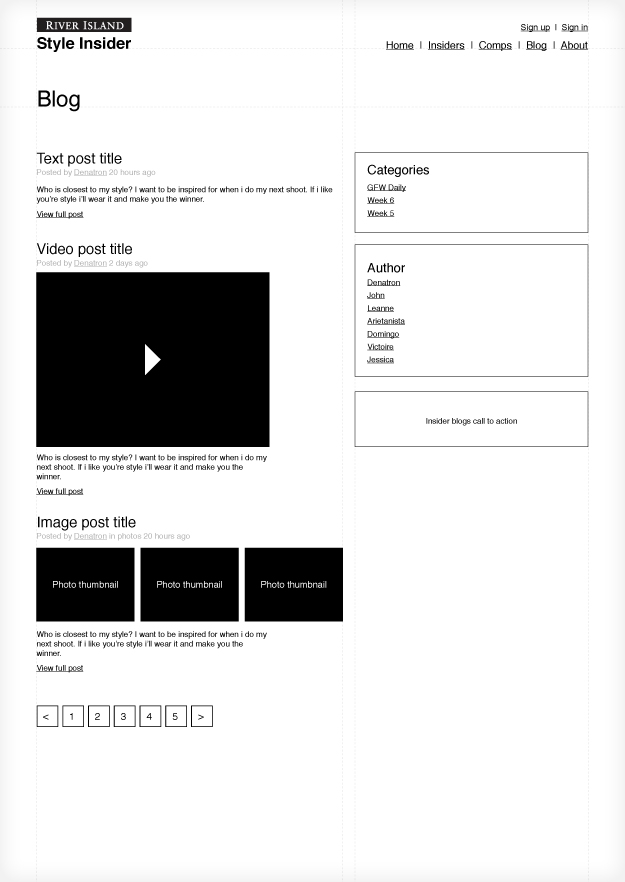 RIVER ISLAND
Style Insider
Sign up | Sign in
Home | Insiders | Comps | Blog | About
Blog
Text post title
Posted by Denatron 20 hours ago
Who is closest to my style? I want to be inspired for when i do my next shoot. If i like
you're style i'll wear it and make you the winner.
View full post
Video post title
Posted by Denatron 2 days ago
Who is closest to my style? I want to be inspired for when i do my
next shoot. If i like you're style i'll wear it and make you the
winner.
View full post
Image post title
Posted by Denatron in photos 20 hours ago
Photo thumbnail
Photo thumbnail
Photo thumbnail
Who is closest to my style? I want to be inspired for when i do my
next shoot. If i like you're style i'll wear it and make you the
winner.
View full post
< 1 2 3 4 5 >
Categories
GFW Daily
Week 6
Week 5
Author
Denatron
John
Leanne
Arietanista
Domingo
Victoire
Jessica
Insider blogs call to action